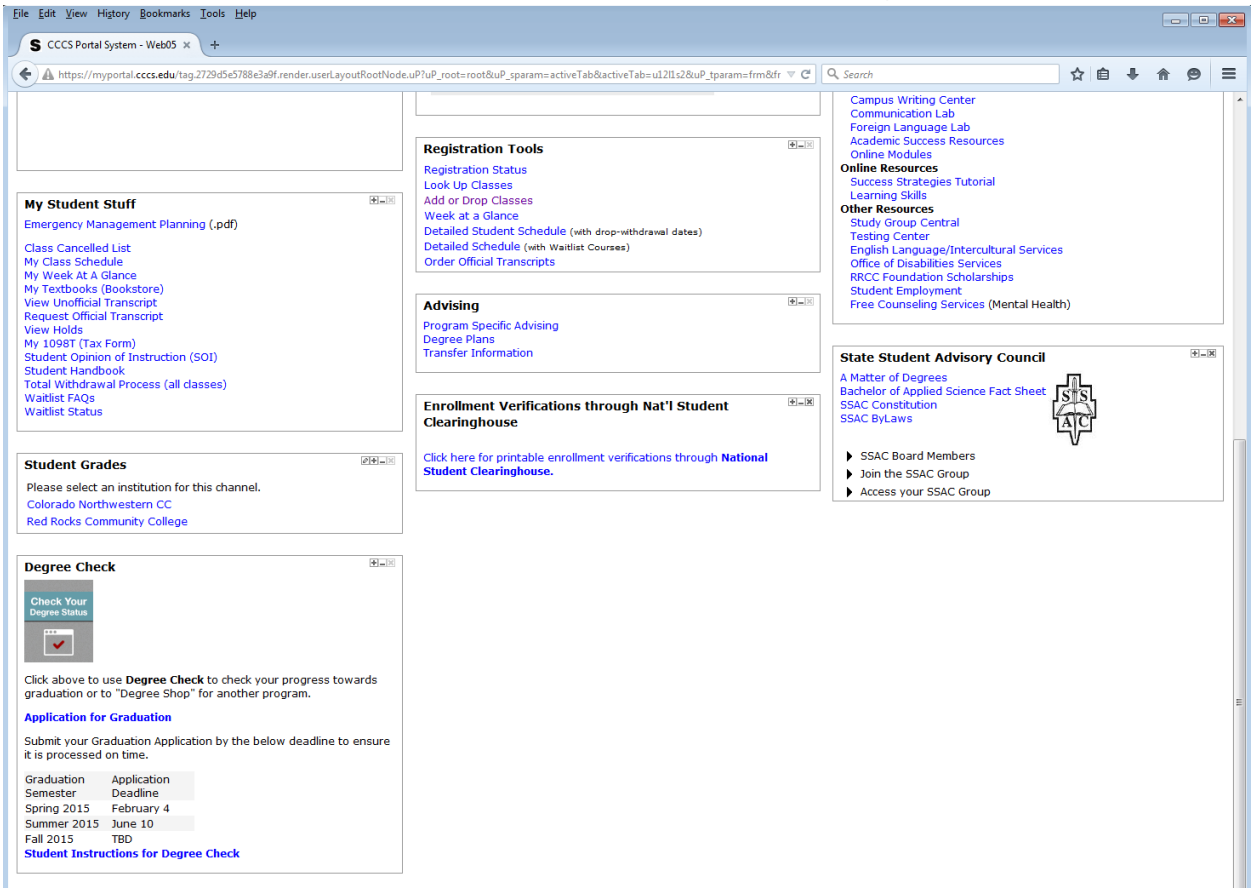 File Edit View History Bookmarks Tools Help
S CCCS Portal System - Web05 × +
https://myportal.cccs.edu/tag.2729d5e5788e3a9f.render.userLayoutRootNode.uP?uP_root=root&uP_sparam=activeTab&activeTab=u12l1s2&uP_tparam=frm&fr
Search
My Student Stuff
Emergency Management Planning (.pdf)
Class Cancelled List
My Class Schedule
My Week At A Glance
My Textbooks (Bookstore)
View Unofficial Transcript
Request Official Transcript
View Holds
My 1098T (Tax Form)
Student Opinion of Instruction (SOI)
Student Handbook
Total Withdrawal Process (all classes)
Waitlist FAQs
Waitlist Status
Student Grades
Please select an institution for this channel.
Colorado Northwestern CC
Red Rocks Community College
Degree Check
Check Your
Degree Status
Click above to use Degree Check to check your progress towards
graduation or to "Degree Shop" for another program.
Application for Graduation
Submit your Graduation Application by the below deadline to ensure
it is processed on time.
Graduation Application
Semester Deadline
Spring 2015 February 4
Summer 2015 June 10
Fall 2015 TBD
Student Instructions for Degree Check
Registration Tools
Registration Status
Look Up Classes
Add or Drop Classes
Week at a Glance
Detailed Student Schedule (with drop-withdrawal dates)
Detailed Schedule (with Waitlist Courses)
Order Official Transcripts
Advising
Program Specific Advising
Degree Plans
Transfer Information
Enrollment Verifications through Nat'l Student
Clearinghouse
Click here for printable enrollment verifications through National
Student Clearinghouse.
Campus Writing Center
Communication Lab
Foreign Language Lab
Academic Success Resources
Online Modules
Online Resources
Success Strategies Tutorial
Learning Skills
Other Resources
Study Group Central
Testing Center
English Language/Intercultural Services
Office of Disabilities Services
RRCC Foundation Scholarships
Student Employment
Free Counseling Services (Mental Health)
State Student Advisory Council
A Matter of Degrees
Bachelor of Applied Science Fact Sheet
SSAC Constitution
SSAC ByLaws
S S
A C
SSAC Board Members
Join the SSAC Group
Access your SSAC Group